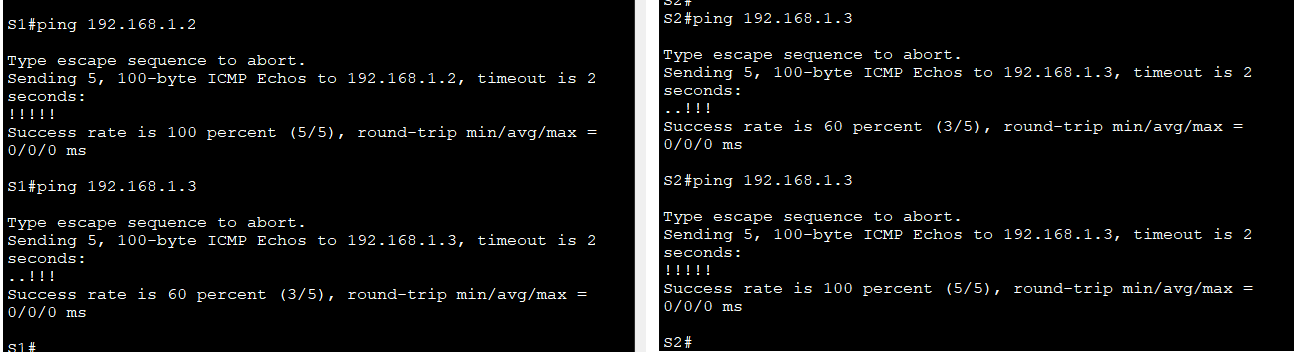 S1#ping 192.168.1.2
Type escape sequence to abort.
Sending 5, 100-byte ICMP Echos to 192.168.1.2, timeout is 2
seconds:
!!!!!
Success rate is 100 percent (5/5), round-trip min/avg/max =
0/0/0 ms
S1#ping 192.168.1.3
Type escape sequence to abort.
Sending 5, 100-byte ICMP Echos to 192.168.1.3, timeout is 2
seconds:
..!!!
Success rate is 60 percent (3/5), round-trip min/avg/max =
0/0/0 ms
S1#
S2#
S2#ping 192.168.1.3
Type escape sequence to abort.
Sending 5, 100-byte ICMP Echos to 192.168.1.3, timeout is 2
seconds:
..!!!
Success rate is 60 percent (3/5), round-trip min/avg/max =
0/0/0 ms
S2#ping 192.168.1.3
Type escape sequence to abort.
Sending 5, 100-byte ICMP Echos to 192.168.1.3, timeout is 2
seconds:
!!!!!
Success rate is 100 percent (5/5), round-trip min/avg/max =
0/0/0 ms
S2#